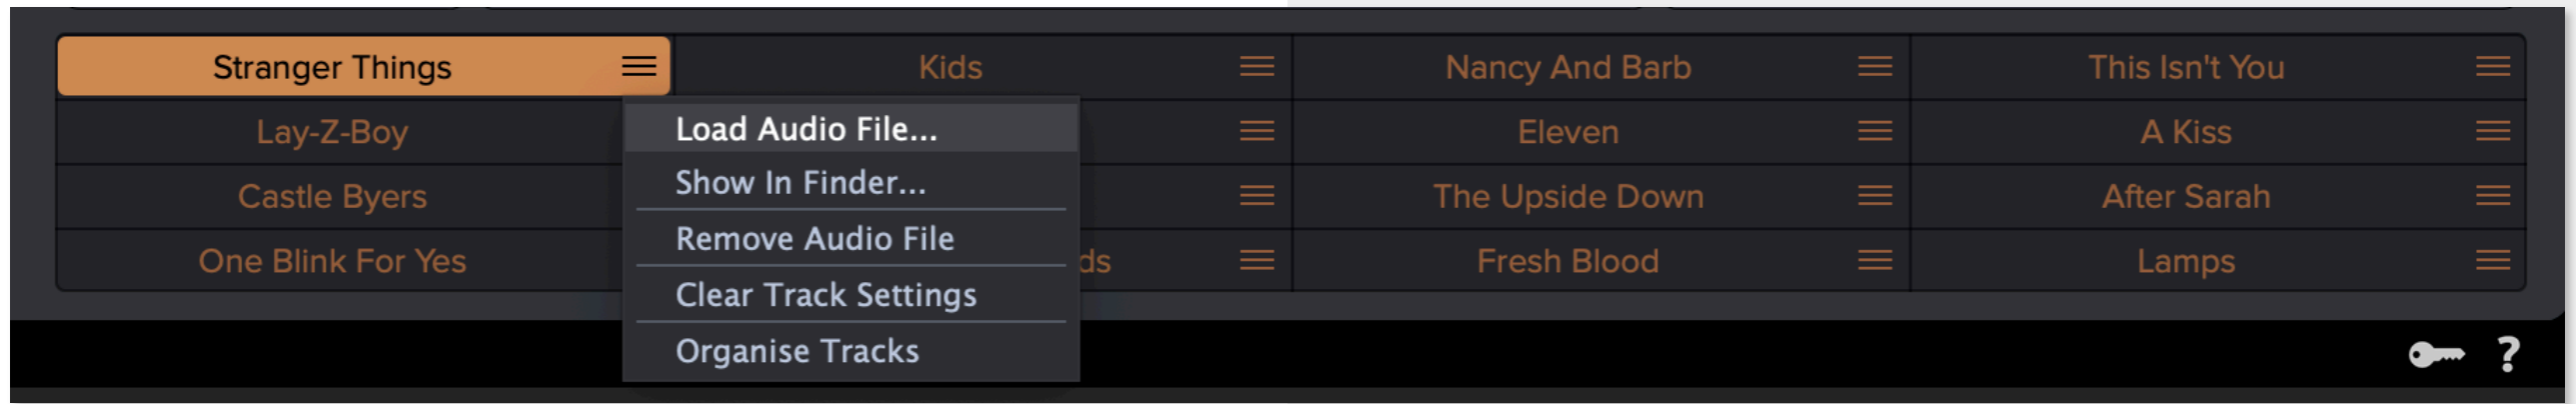 Stranger Things
Kids
Nancy And Barb
This Isn't You
Lay-Z-Boy
Eleven
A Kiss
Castle Byers
The Upside Down
After Sarah
One Blink For Yes
Fresh Blood
Lamps
Load Audio File...
Show In Finder...
Remove Audio File
Clear Track Settings
Organise Tracks
?